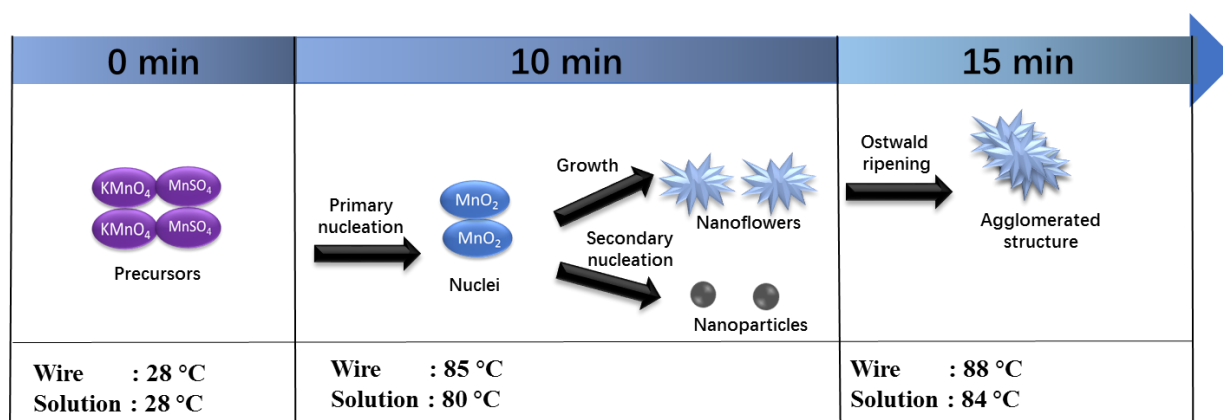 0 min
10 min
15 min
KMnO₄
MnSO₄
KMnO₄
MnSO₄
Precursors
Primary
nucleation
MnO₂
MnO₂
Nuclei
Growth
Secondary
nucleation
Nanoflowers
Nanoparticles
Ostwald
ripening
Agglomerated
structure
Wire : 28 °C
Solution : 28 °C
Wire : 85 °C
Solution : 80 °C
Wire : 88 °C
Solution : 84 °C